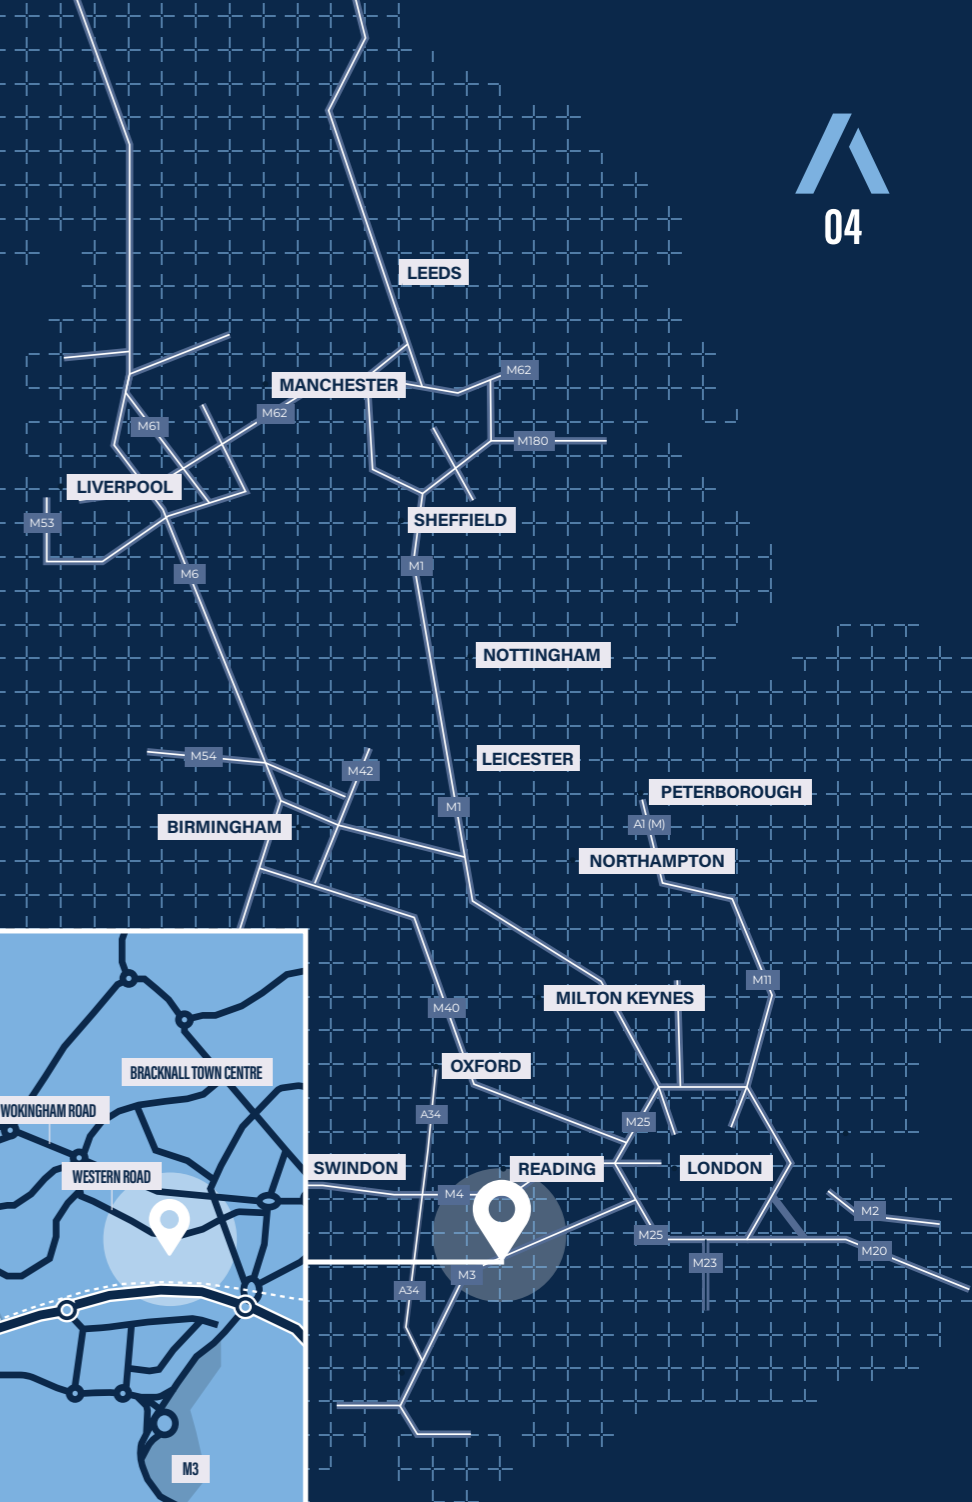 04
LEEDS
M62
MANCHESTER
M62
M61
M180
LIVERPOOL
M53
SHEFFIELD
M1
M6
NOTTINGHAM
M54
LEICESTER
M42
PETERBOROUGH
M1
A1 (M)
BIRMINGHAM
NORTHAMPTON
M11
MILTON KEYNES
M40
OXFORD
BRACKNALL TOWN CENTRE
WOKINGHAM ROAD
A34
M25
SWINDON
READING
LONDON
WESTERN ROAD
M4
M2
M25
M20
M23
M3
A34
M3